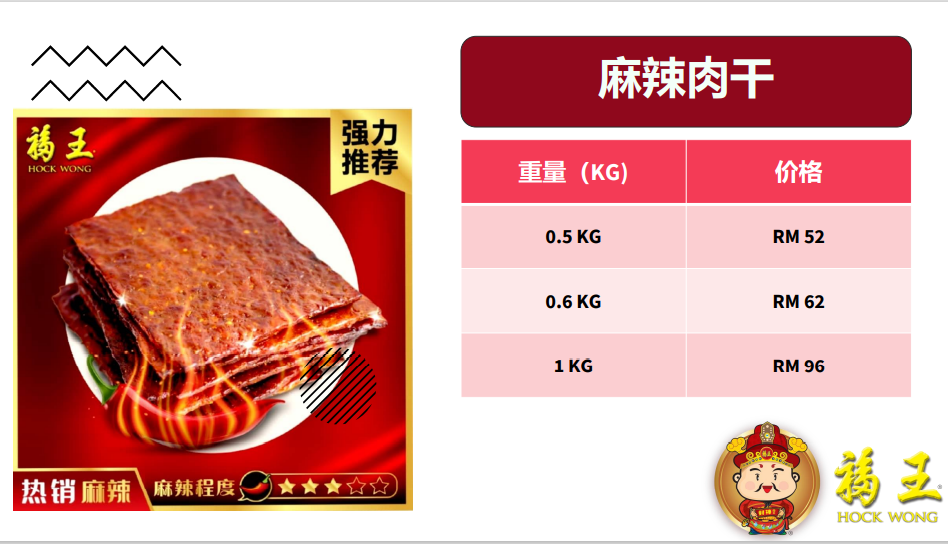 麻辣肉干
福王
HOCK WONG
强力
推荐
热销麻辣
麻辣程度
重量（KG） 价格
0.5 KG RM 52
0.6 KG RM 62
1 KG RM 96
福王
HOCK WONG